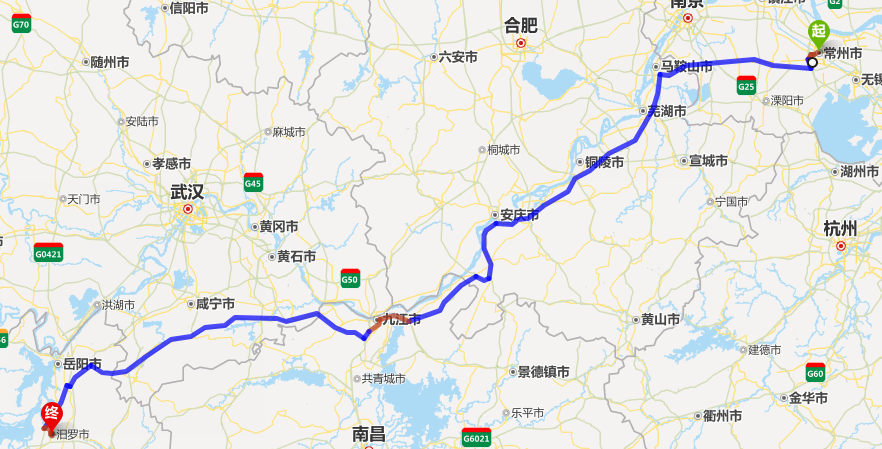 信阳市
G70
随州市
合肥
六安市
南京
镇江市
G2
起
常州市
马鞍山市
G25
溧阳市
无锡
芜湖市
安陆市
麻城市
孝感市
桐城市
铜陵市
宣城市
湖州市
武汉
G45
天门市
宁国市
黄冈市
安庆市
杭州
G0421
黄石市
G50
洪湖市
咸宁市
九江市
黄山市
岳阳市
建德市
共青城市
景德镇市
G60
金华市
终
汨罗市
乐平市
衢州市
南昌
G6021